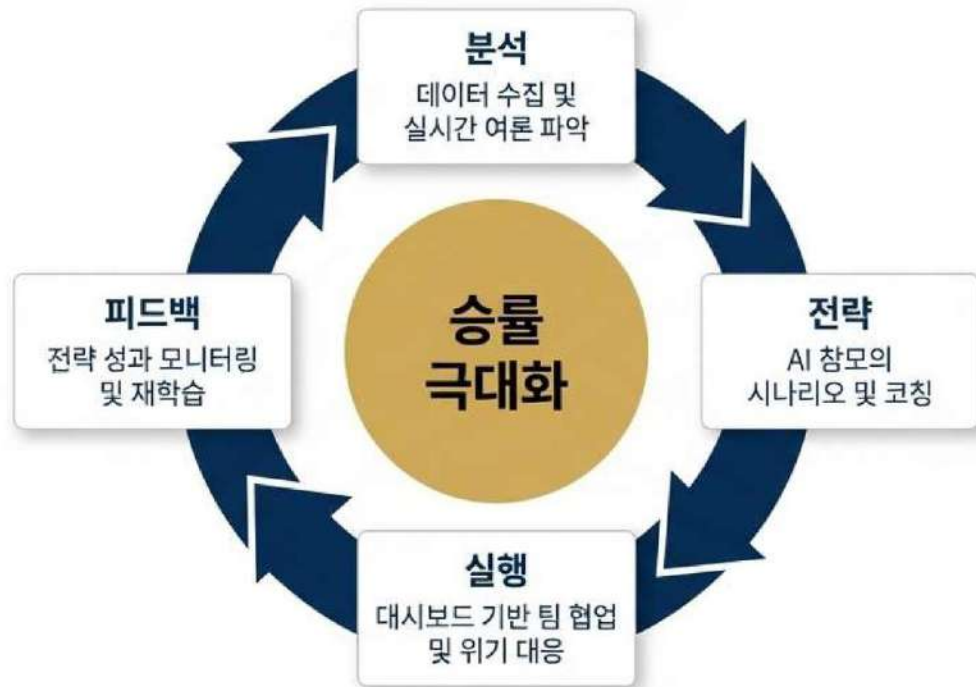 분석
데이터 수집 및
실시간 여론 파악
피드백
전략 성과 모니터링
및 재학습
승률
극대화
전략
AI 참모의
시나리오 및 코칭
실행
대시보드 기반 팀 협업
및 위기 대응